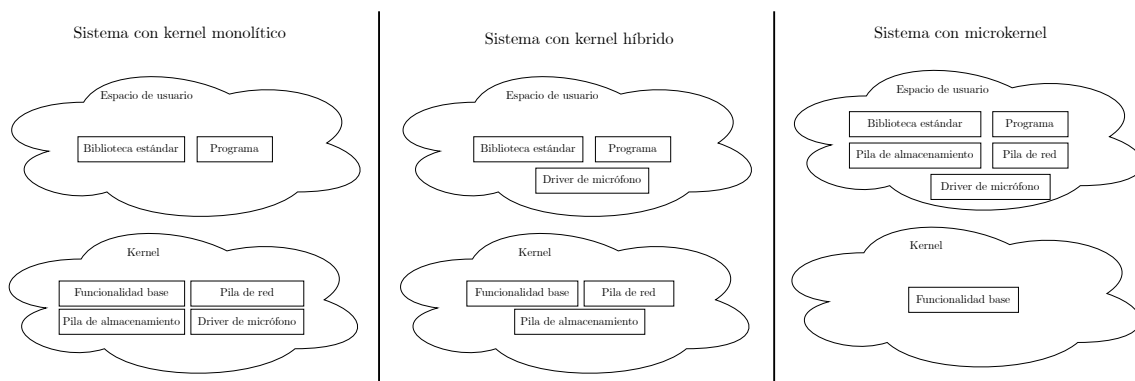 Sistema con kernel monolítico
Espacio de usuario
Biblioteca estándar
Programa
Kernel
Funcionalidad base
Pila de red
Pila de almacenamiento
Driver de micrófono
Sistema con kernel híbrido
Espacio de usuario
Biblioteca estándar
Programa
Driver de micrófono
Kernel
Funcionalidad base
Pila de red
Pila de almacenamiento
Sistema con microkernel
Espacio de usuario
Biblioteca estándar
Programa
Pila de almacenamiento
Pila de red
Driver de micrófono
Kernel
Funcionalidad base